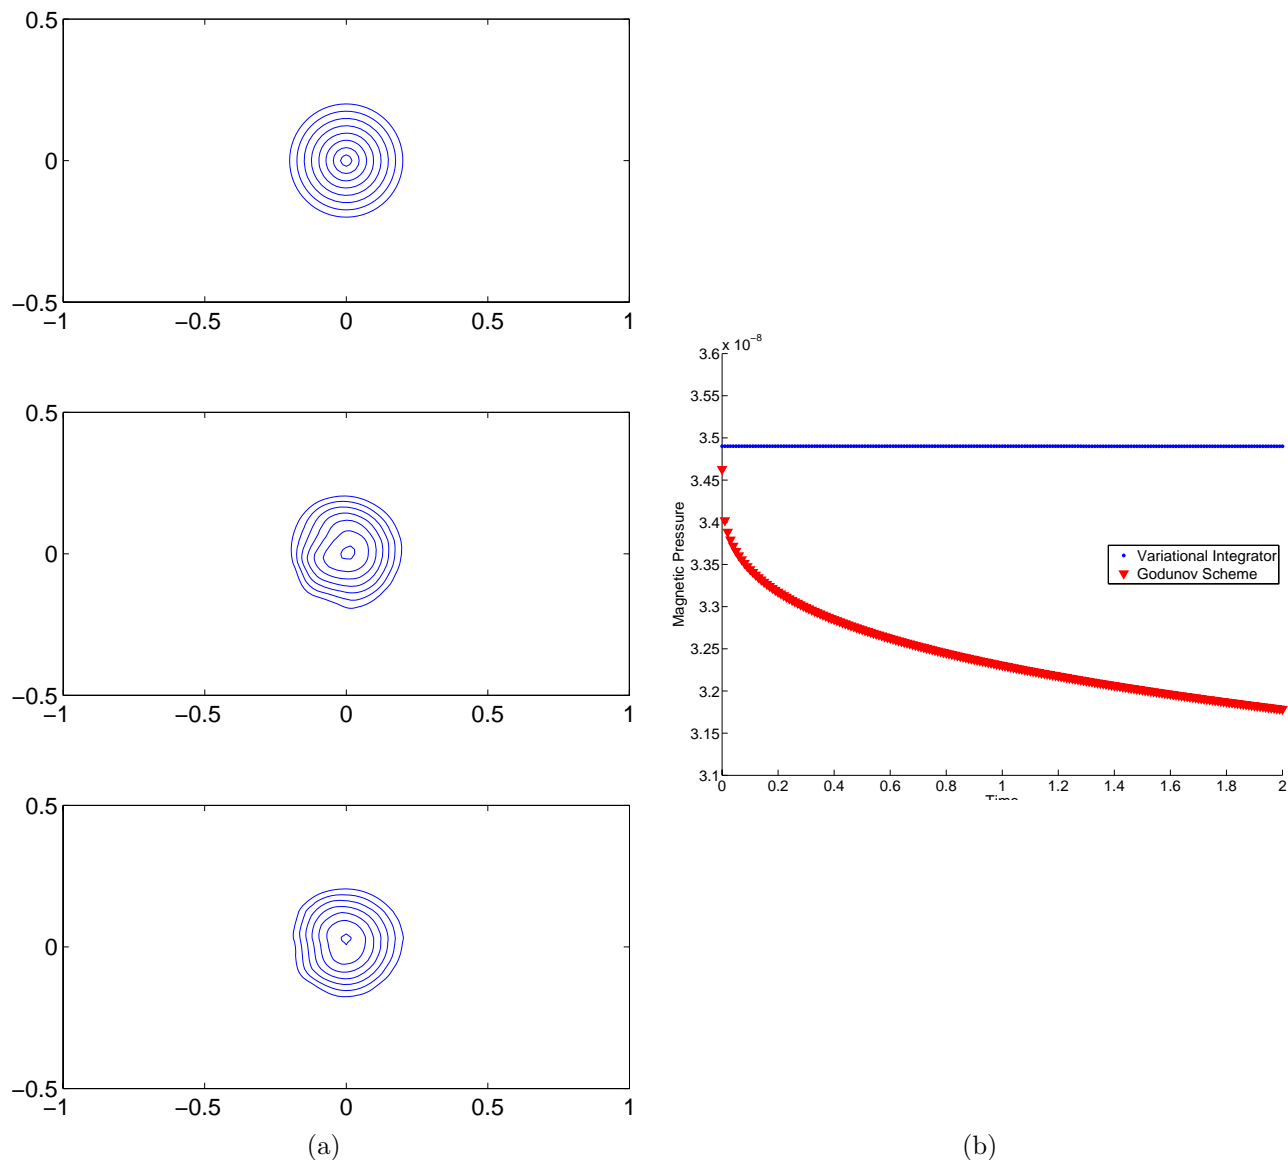 0.5
0
−0.5
−1 −0.5 0 0.5 1
0.5
0
−0.5
−1 −0.5 0 0.5 1
0.5
0
−0.5
−1 −0.5 0 0.5 1
(a)
x 10−8
3.6
3.55
3.5
3.45
3.4
3.35
3.3
3.25
3.2
3.15
3.1
Magnetic Pressure
0 0.2 0.4 0.6 0.8 1 1.2 1.4 1.6 1.8 2
Time
Variational Integrator
Godunov Scheme
(b)